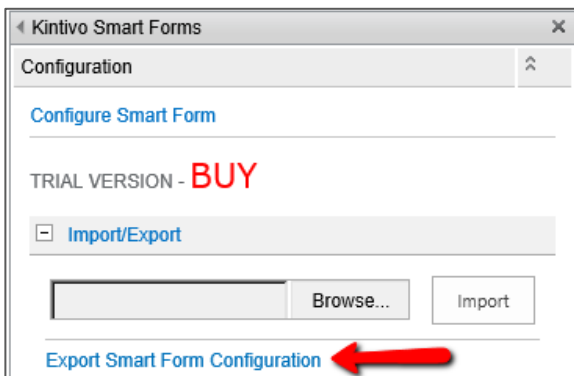 Kintivo Smart Forms
Configuration
Configure Smart Form
TRIAL VERSION - BUY
Import/Export
Browse... Import
Export Smart Form Configuration